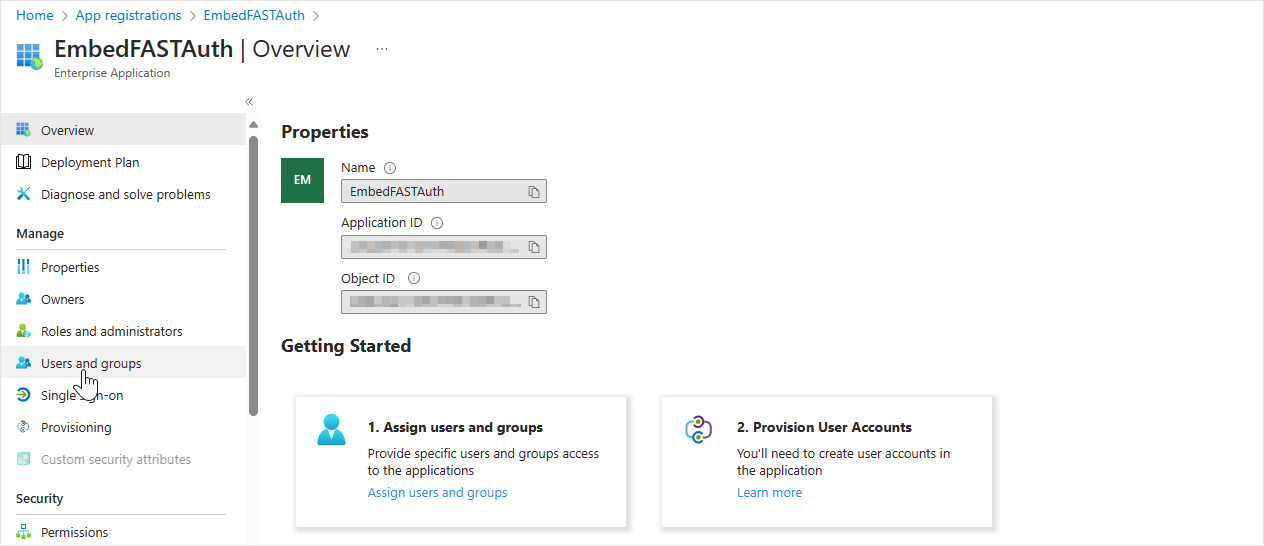 Home > App registrations > EmbedFASTAuth >
EmbedFASTAuth | Overview ...
Enterprise Application
«
Overview
Deployment Plan
Diagnose and solve problems
Manage
Properties
Owners
Roles and administrators
Users and groups
Single sign-on
Provisioning
Custom security attributes
Security
Permissions
Properties
EM
Name
EmbedFASTAuth
Application ID
Object ID
Getting Started
1. Assign users and groups
Provide specific users and groups access
to the applications
Assign users and groups
2. Provision User Accounts
You'll need to create user accounts in
the application
Learn more